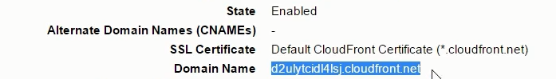 State Enabled
Alternate Domain Names (CNAMEs) -
SSL Certificate Default CloudFront Certificate (*.cloudfront.net)
Domain Name d2ulytcidl4lsj.cloudfront.net